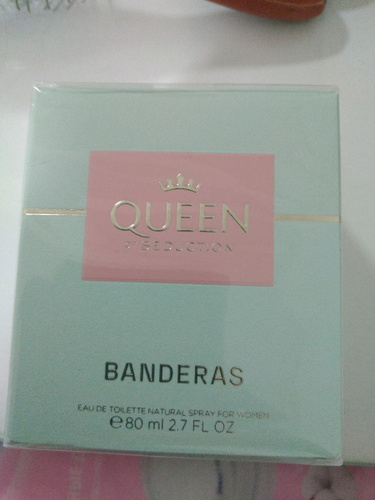 QUEEN
OF SEDUCTION
BANDERAS
EAU DE TOILETTE NATURAL SPRAY FOR WOMEN
℮ 80 ml 2.7 FL OZ